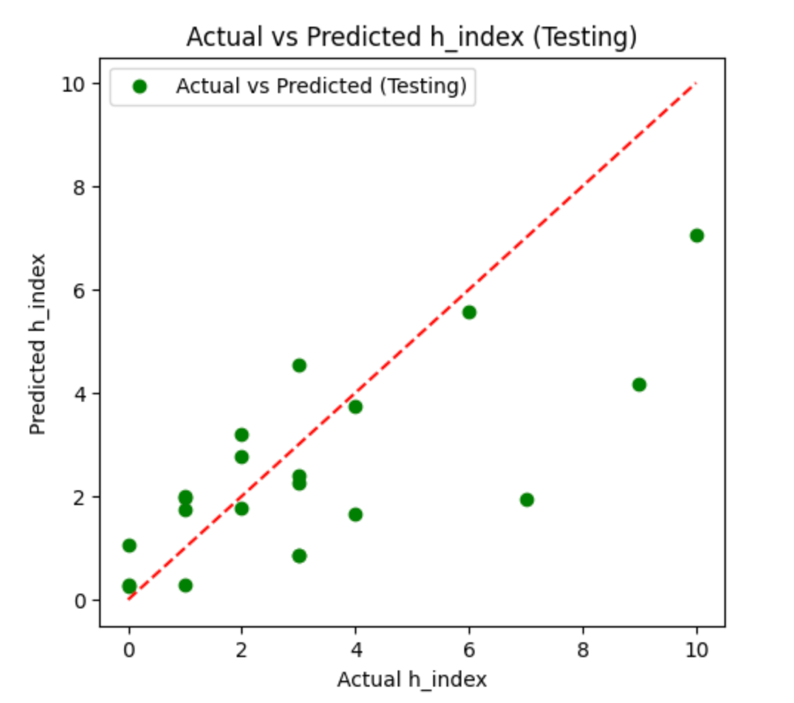 Actual vs Predicted h_index (Testing)
Actual vs Predicted (Testing)
10
8
6
4
2
0
Predicted h_index
0 2 4 6 8 10
Actual h_index